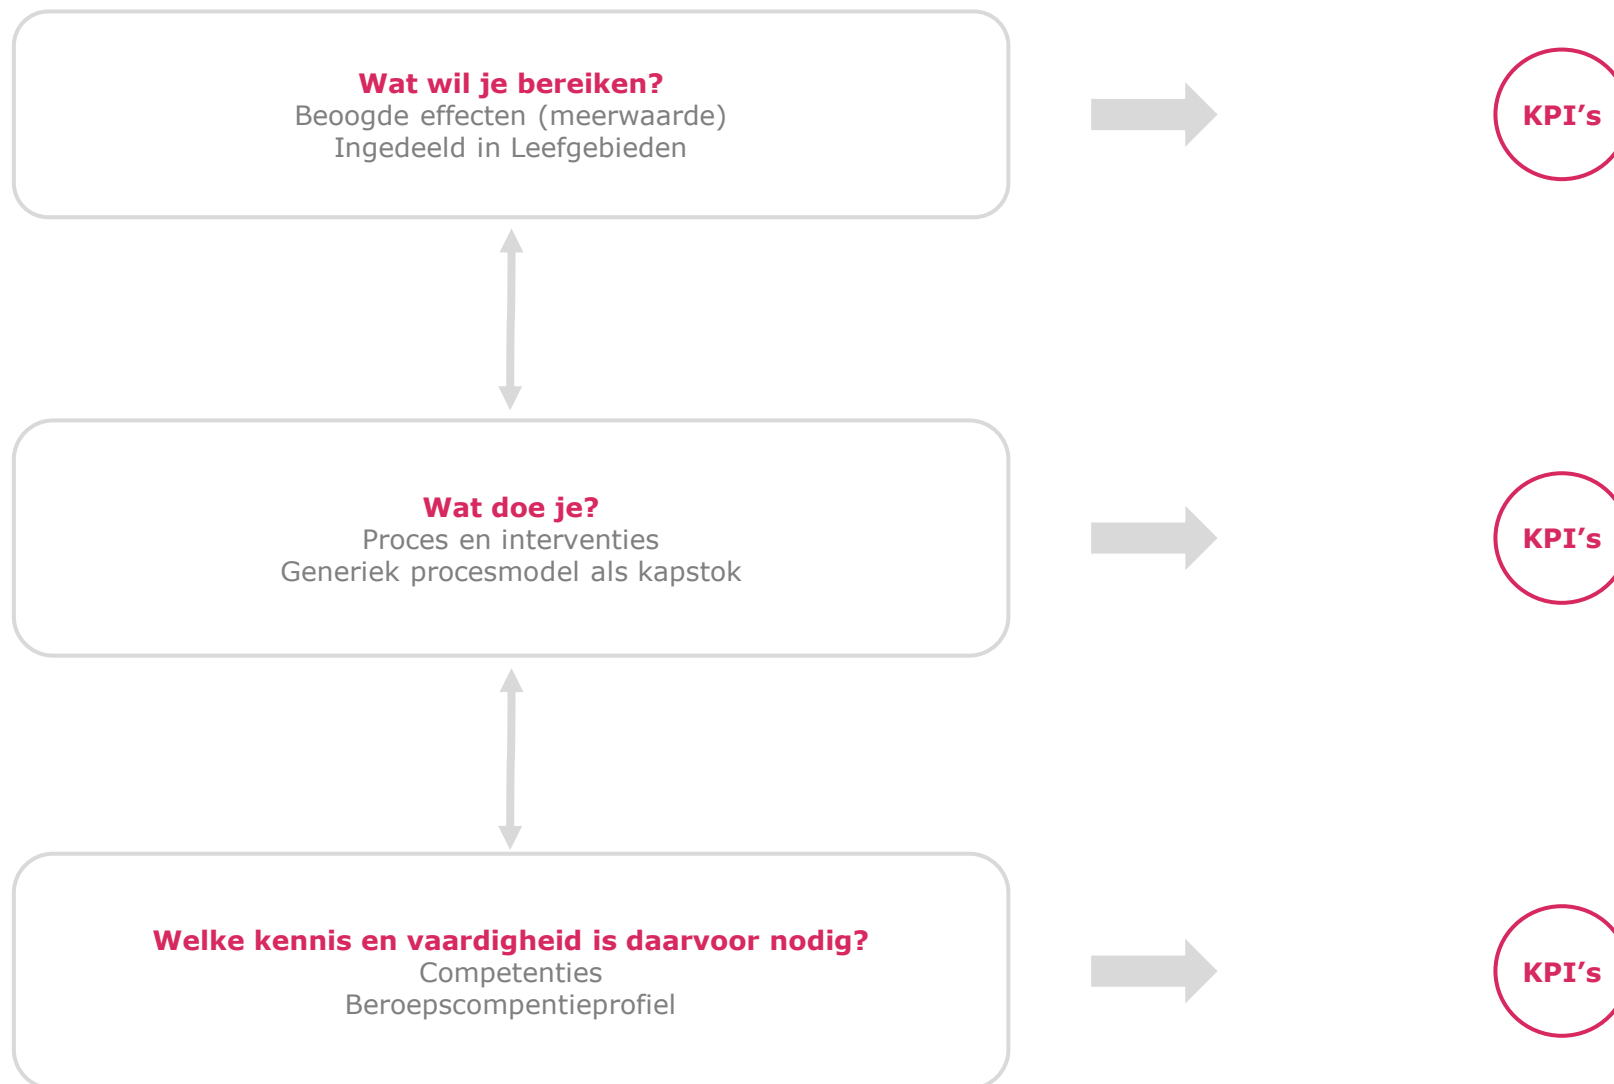 Wat wil je bereiken?
Beoogde effecten (meerwaarde)
Ingedeeld in Leefgebieden
KPI’s
Wat doe je?
Proces en interventies
Generiek procesmodel als kapstok
KPI’s
Welke kennis en vaardigheid is daarvoor nodig?
Competenties
Beroepscompentieprofiel
KPI’s